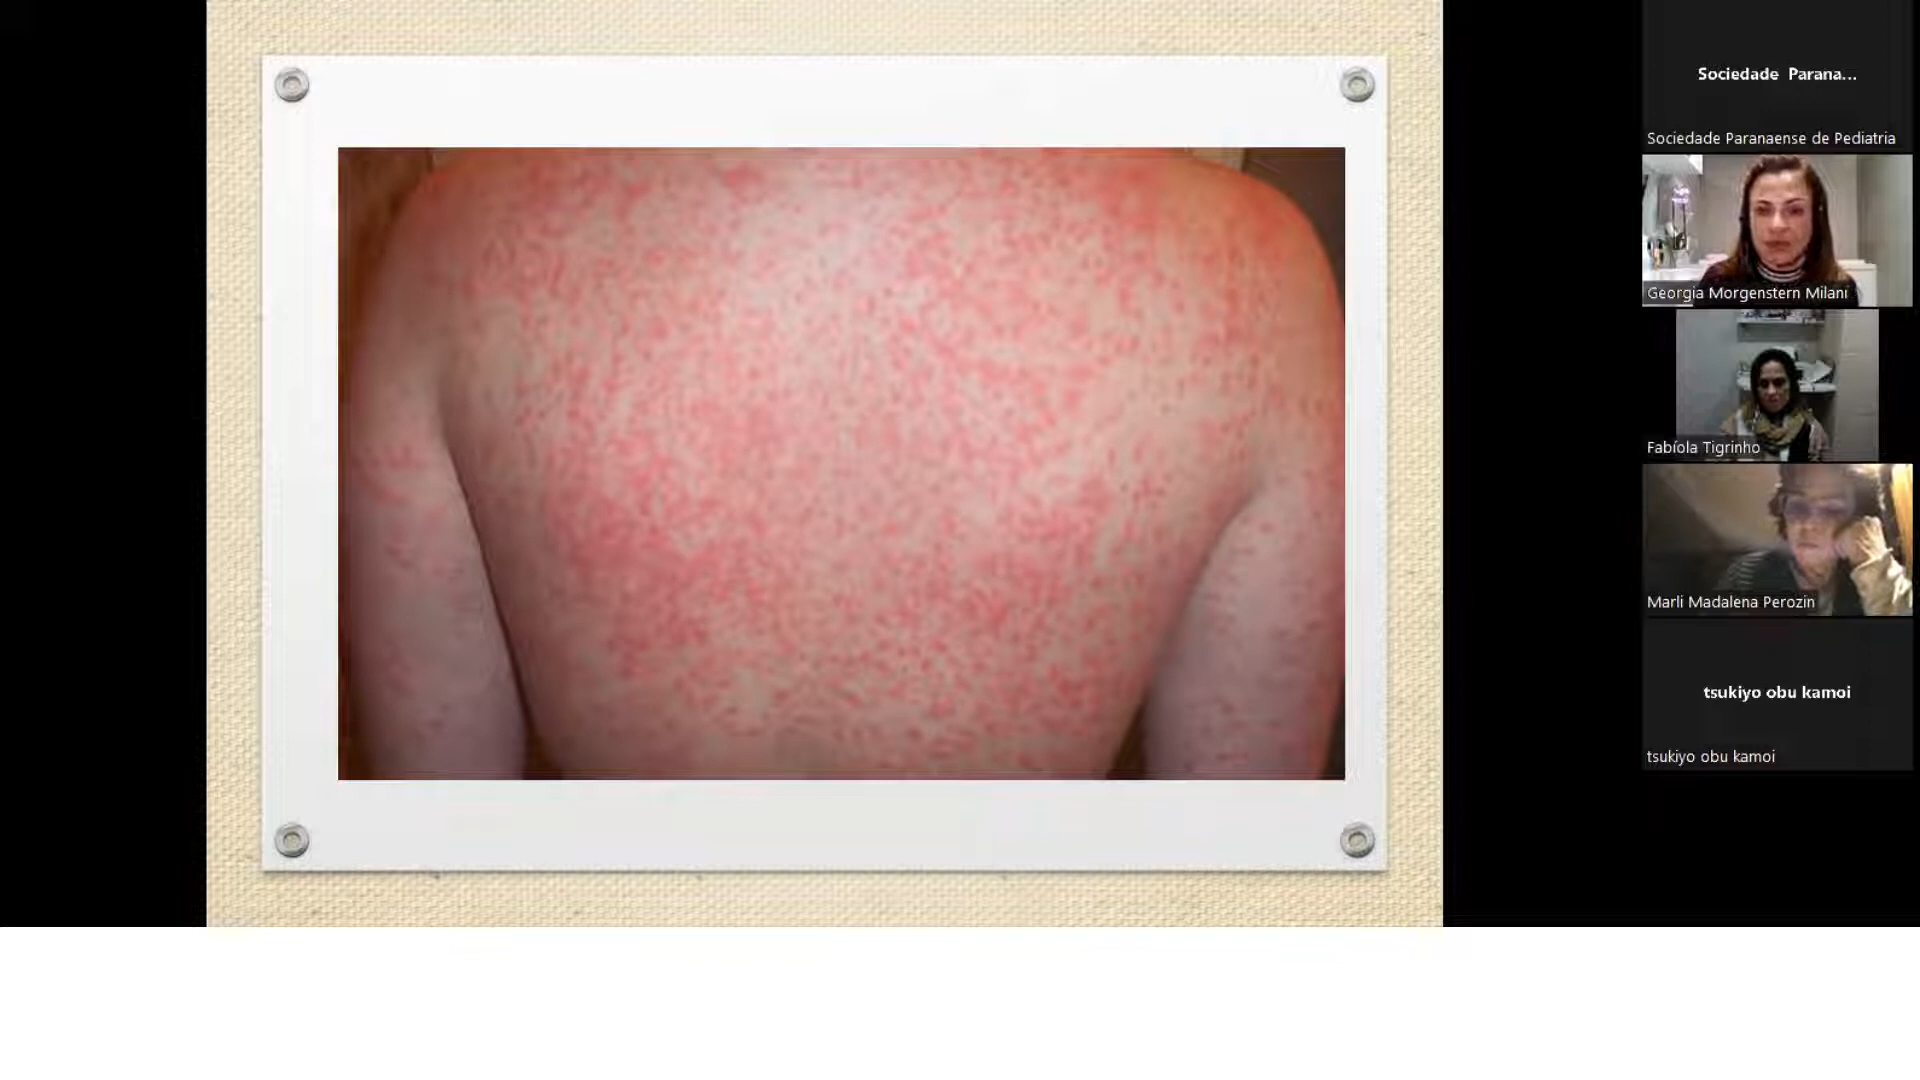 Sociedade Parana...
Sociedade Paranaense de Pediatria
Georgia Morgenstern Milani
Fabíola Tigrinho
Marli Madalena Perozin
tsukiyo obu kamoi
tsukiyo obu kamoi